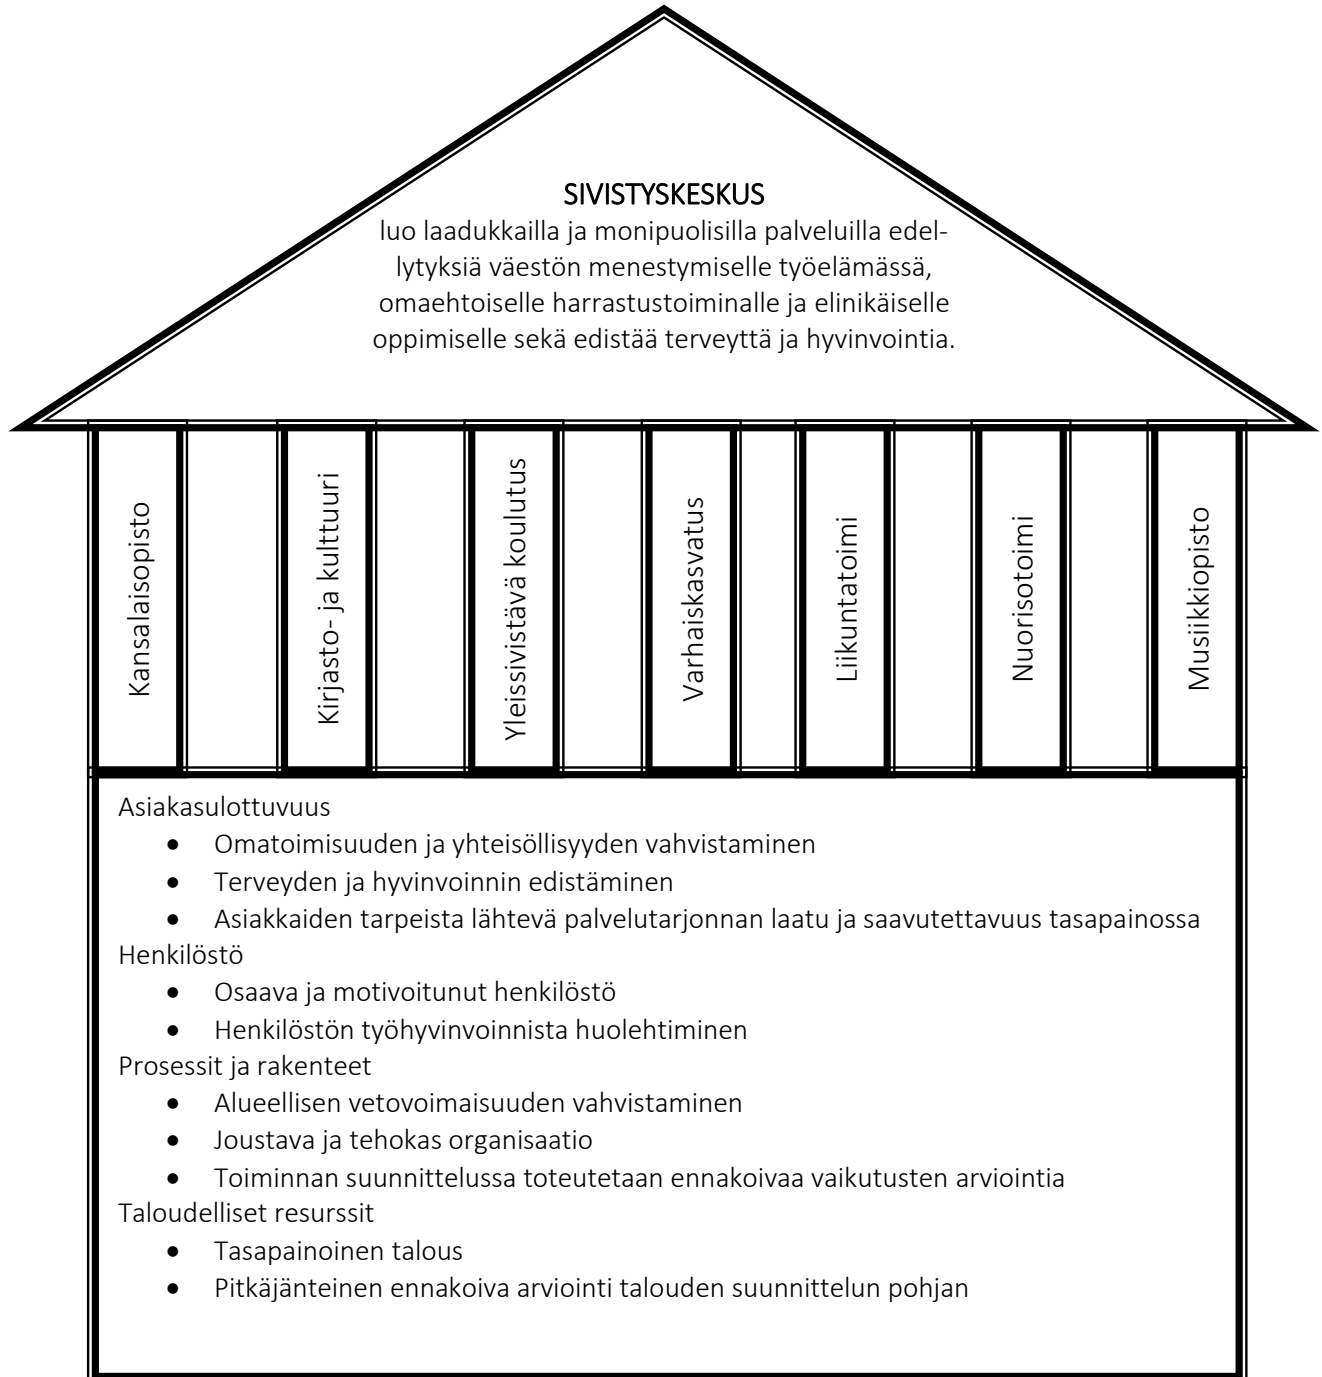 SIVISTYSKESKUS
luo laadukkailla ja monipuolisilla palveluilla edel-
lytyksiä väestön menestymiselle työelämässä,
omaehtoiselle harrastustoiminalle ja elinikäiselle
oppimiselle sekä edistää terveyttä ja hyvinvointia.
Kansalaisopisto
Kirjasto- ja kulttuuri
Yleissivistävä koulutus
Varhaiskasvatus
Liikuntatoimi
Nuorisotoimi
Musiikkiopisto
Asiakasulottuvuus
• Omatoimisuuden ja yhteisöllisyyden vahvistaminen
• Terveyden ja hyvinvoinnin edistäminen
• Asiakkaiden tarpeista lähtevä palvelutarjonnan laatu ja saavutettavuus tasapainossa
Henkilöstö
• Osaava ja motivoitunut henkilöstö
• Henkilöstön työhyvinvoinnista huolehtiminen
Prosessit ja rakenteet
• Alueellisen vetovoimaisuuden vahvistaminen
• Joustava ja tehokas organisaatio
• Toiminnan suunnittelussa toteutetaan ennakoivaa vaikutusten arviointia
Taloudelliset resurssit
• Tasapainoinen talous
• Pitkäjänteinen ennakoiva arviointi talouden suunnittelun pohjan